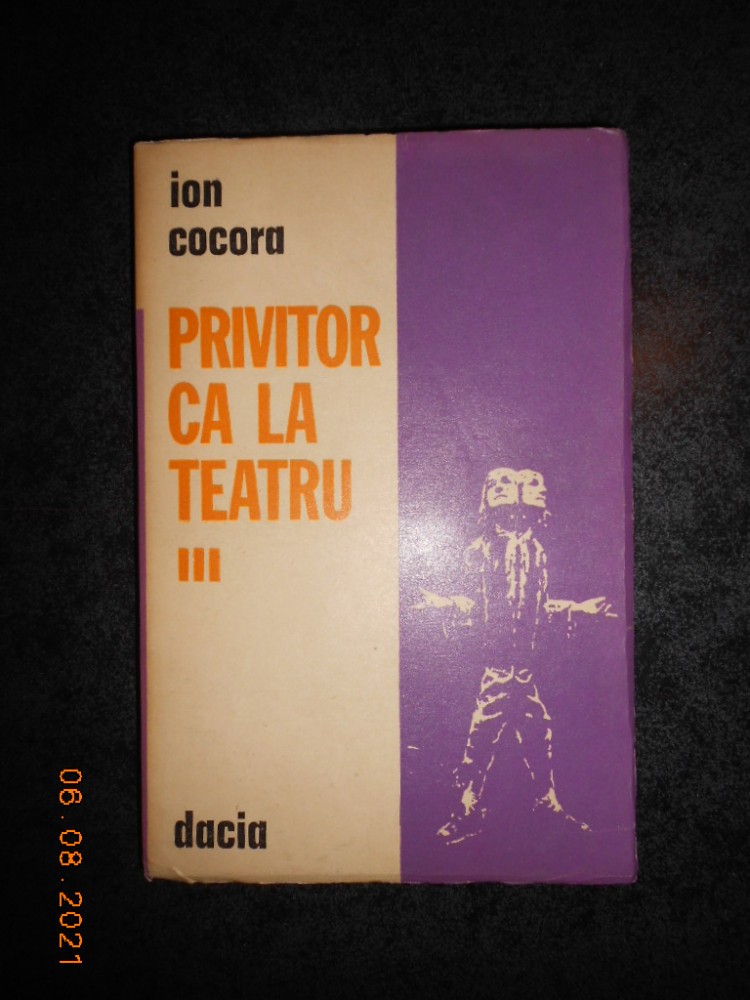 ion
cocora
PRIVITOR
CA LA
TEATRU
III
dacia
06.08.2021